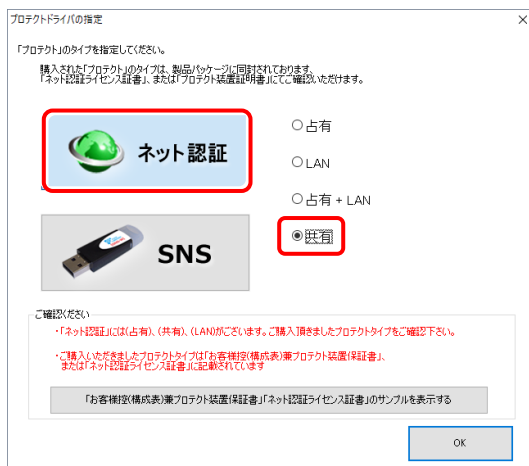 プロテクトドライバの指定
「プロテクト」のタイプを指定してください。
購入された「プロテクト」のタイプは、製品パッケージに同封されております、
「ネット認証ライセンス証書」、または「プロテクト装置証明書」にてご確認いただけます。
ネット認証
占有
LAN
占有 + LAN
共有
SNS
ご確認ください
・「ネット認証」には(占有)、(共有)、(LAN)がございます。ご購入頂きましたプロテクトタイプをご確認下さい。
・ご購入いただきましたプロテクトタイプは「お客様控(構成表)兼プロテクト装置保証書」、
または「ネット認証ライセンス証書」に記載されています
「お客様控(構成表)兼プロテクト装置保証書」「ネット認証ライセンス証書」のサンプルを表示する
OK